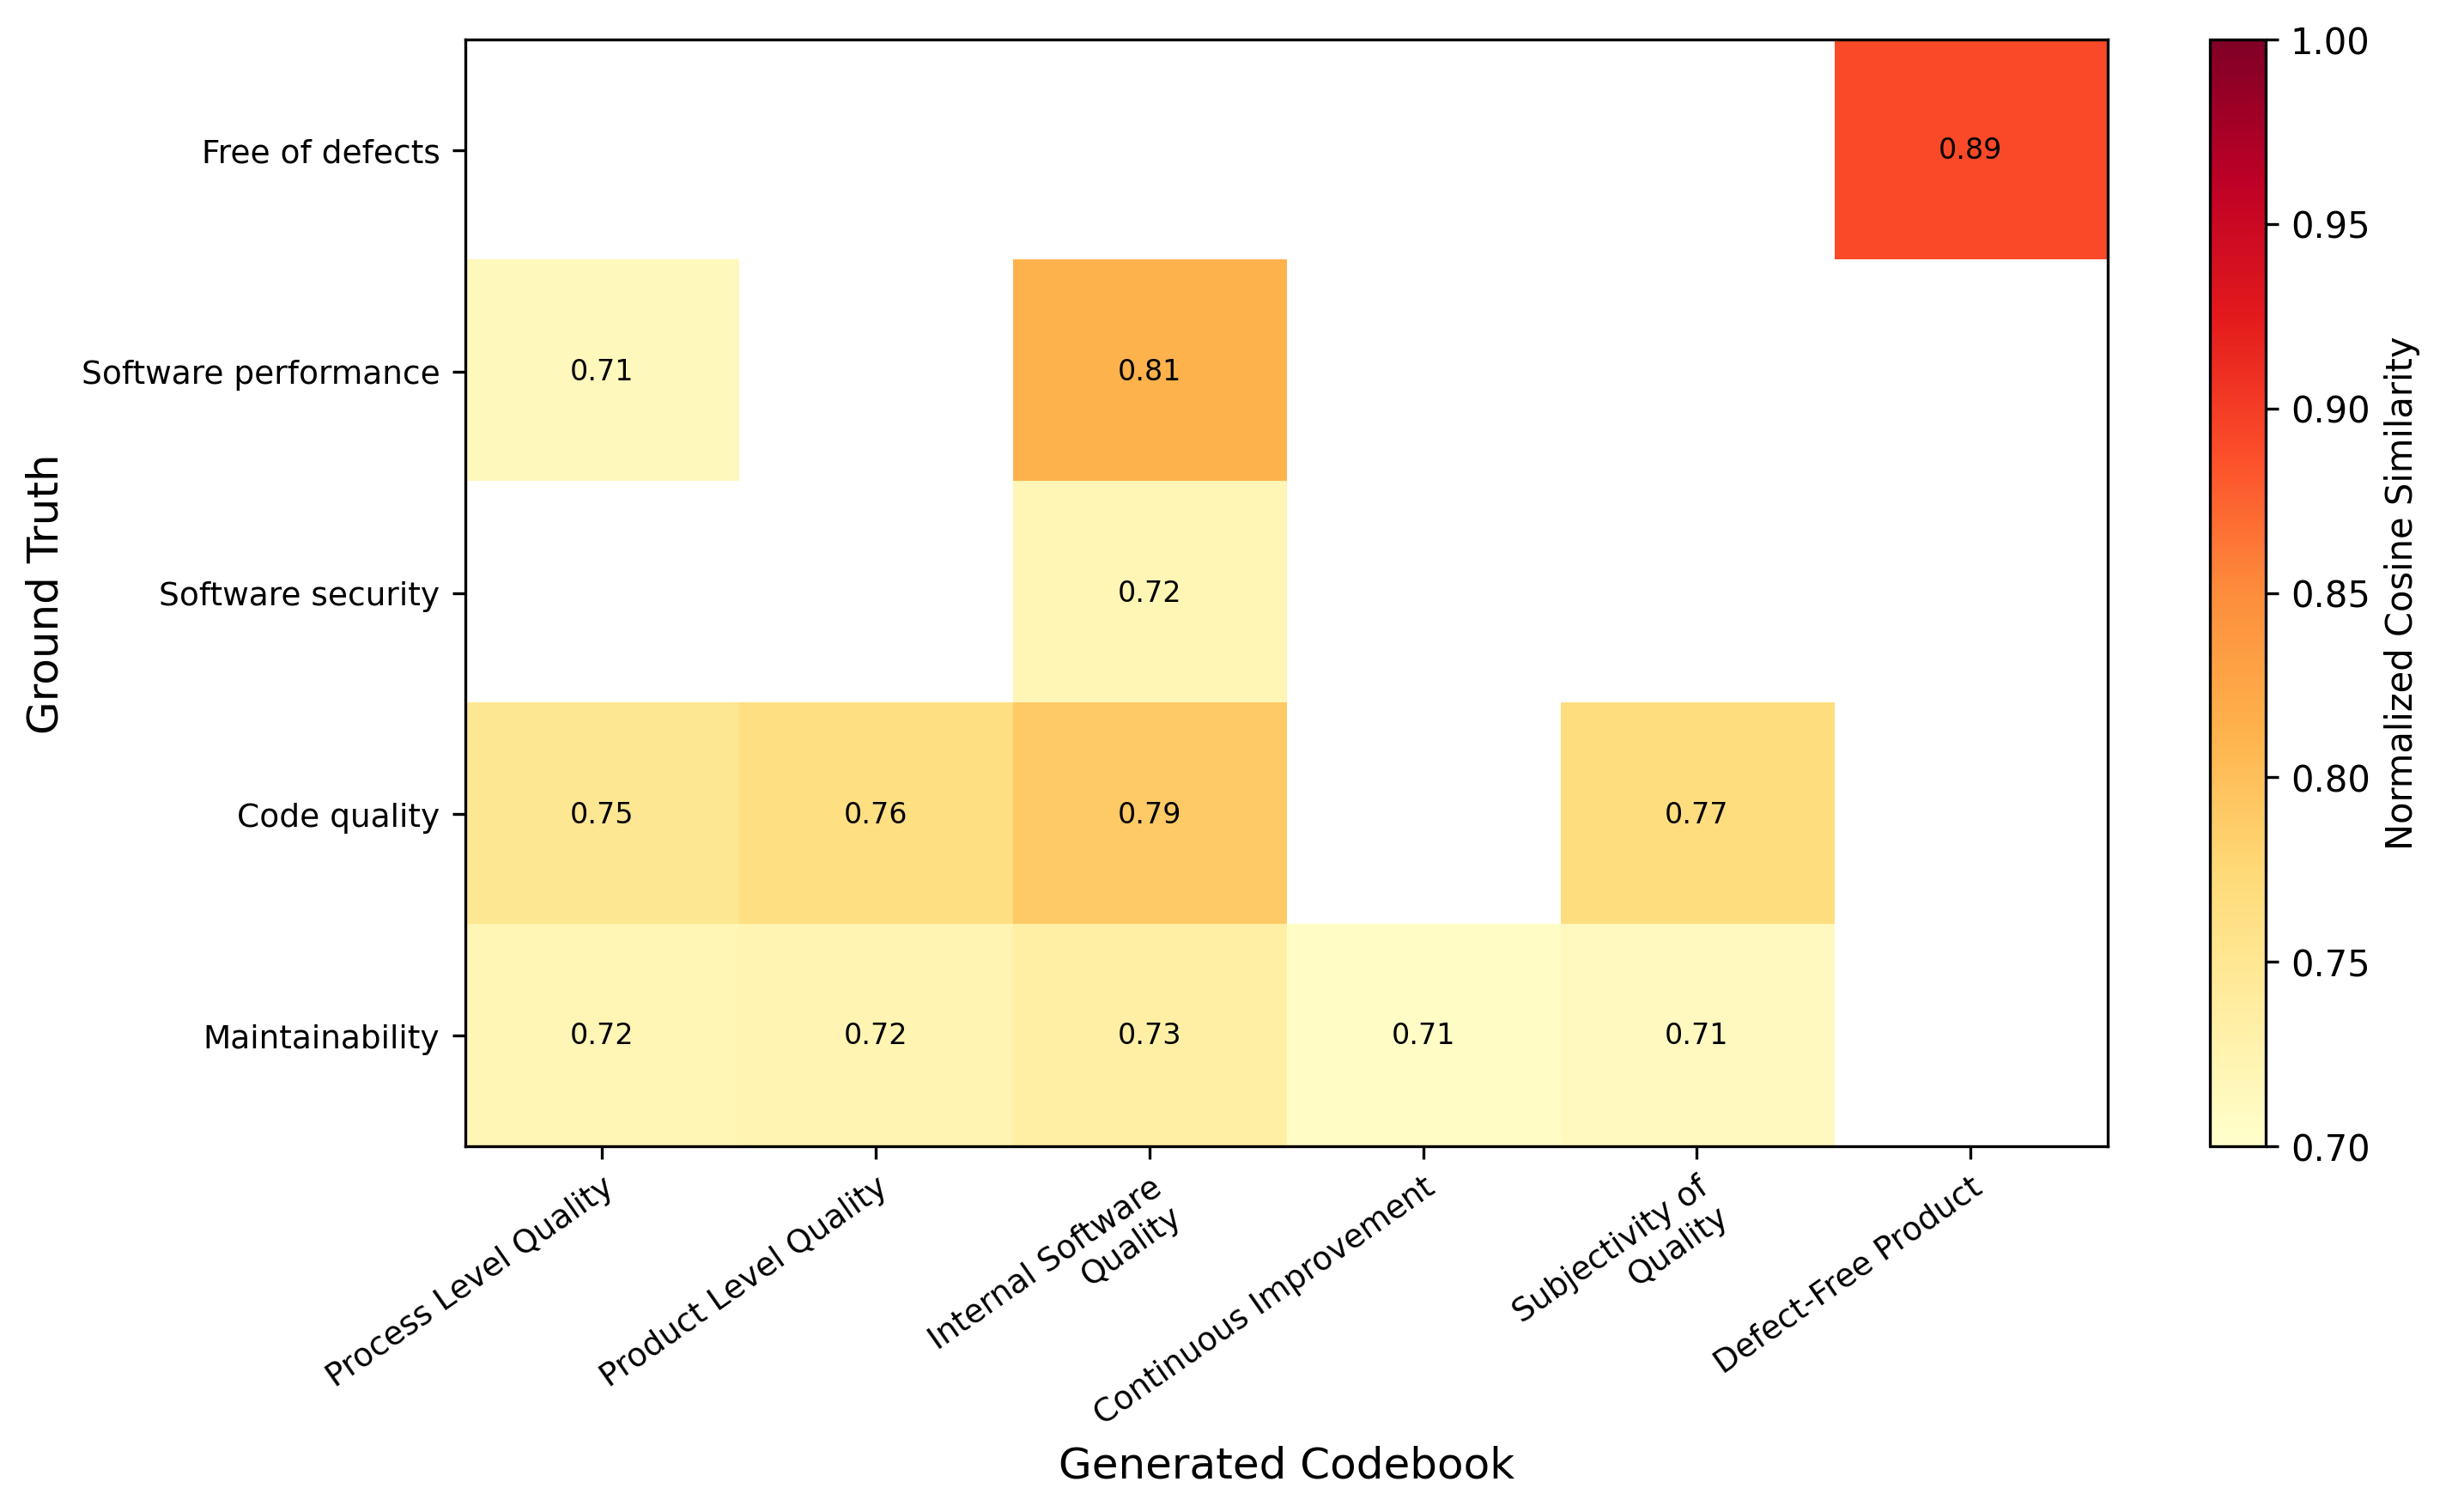 Ground Truth
Free of defects
0.89
Software performance
0.71
0.81
Software security
0.72
Code quality
0.75
0.76
0.79
0.77
Maintainability
0.72
0.72
0.73
0.71
0.71
Process Level Quality
Product Level Quality
Internal Software
Quality
Continuous Improvement
Subjectivity of
Quality
Defect-Free Product
Generated Codebook
1.00
0.95
0.90
0.85
0.80
0.75
0.70
Normalized Cosine Similarity